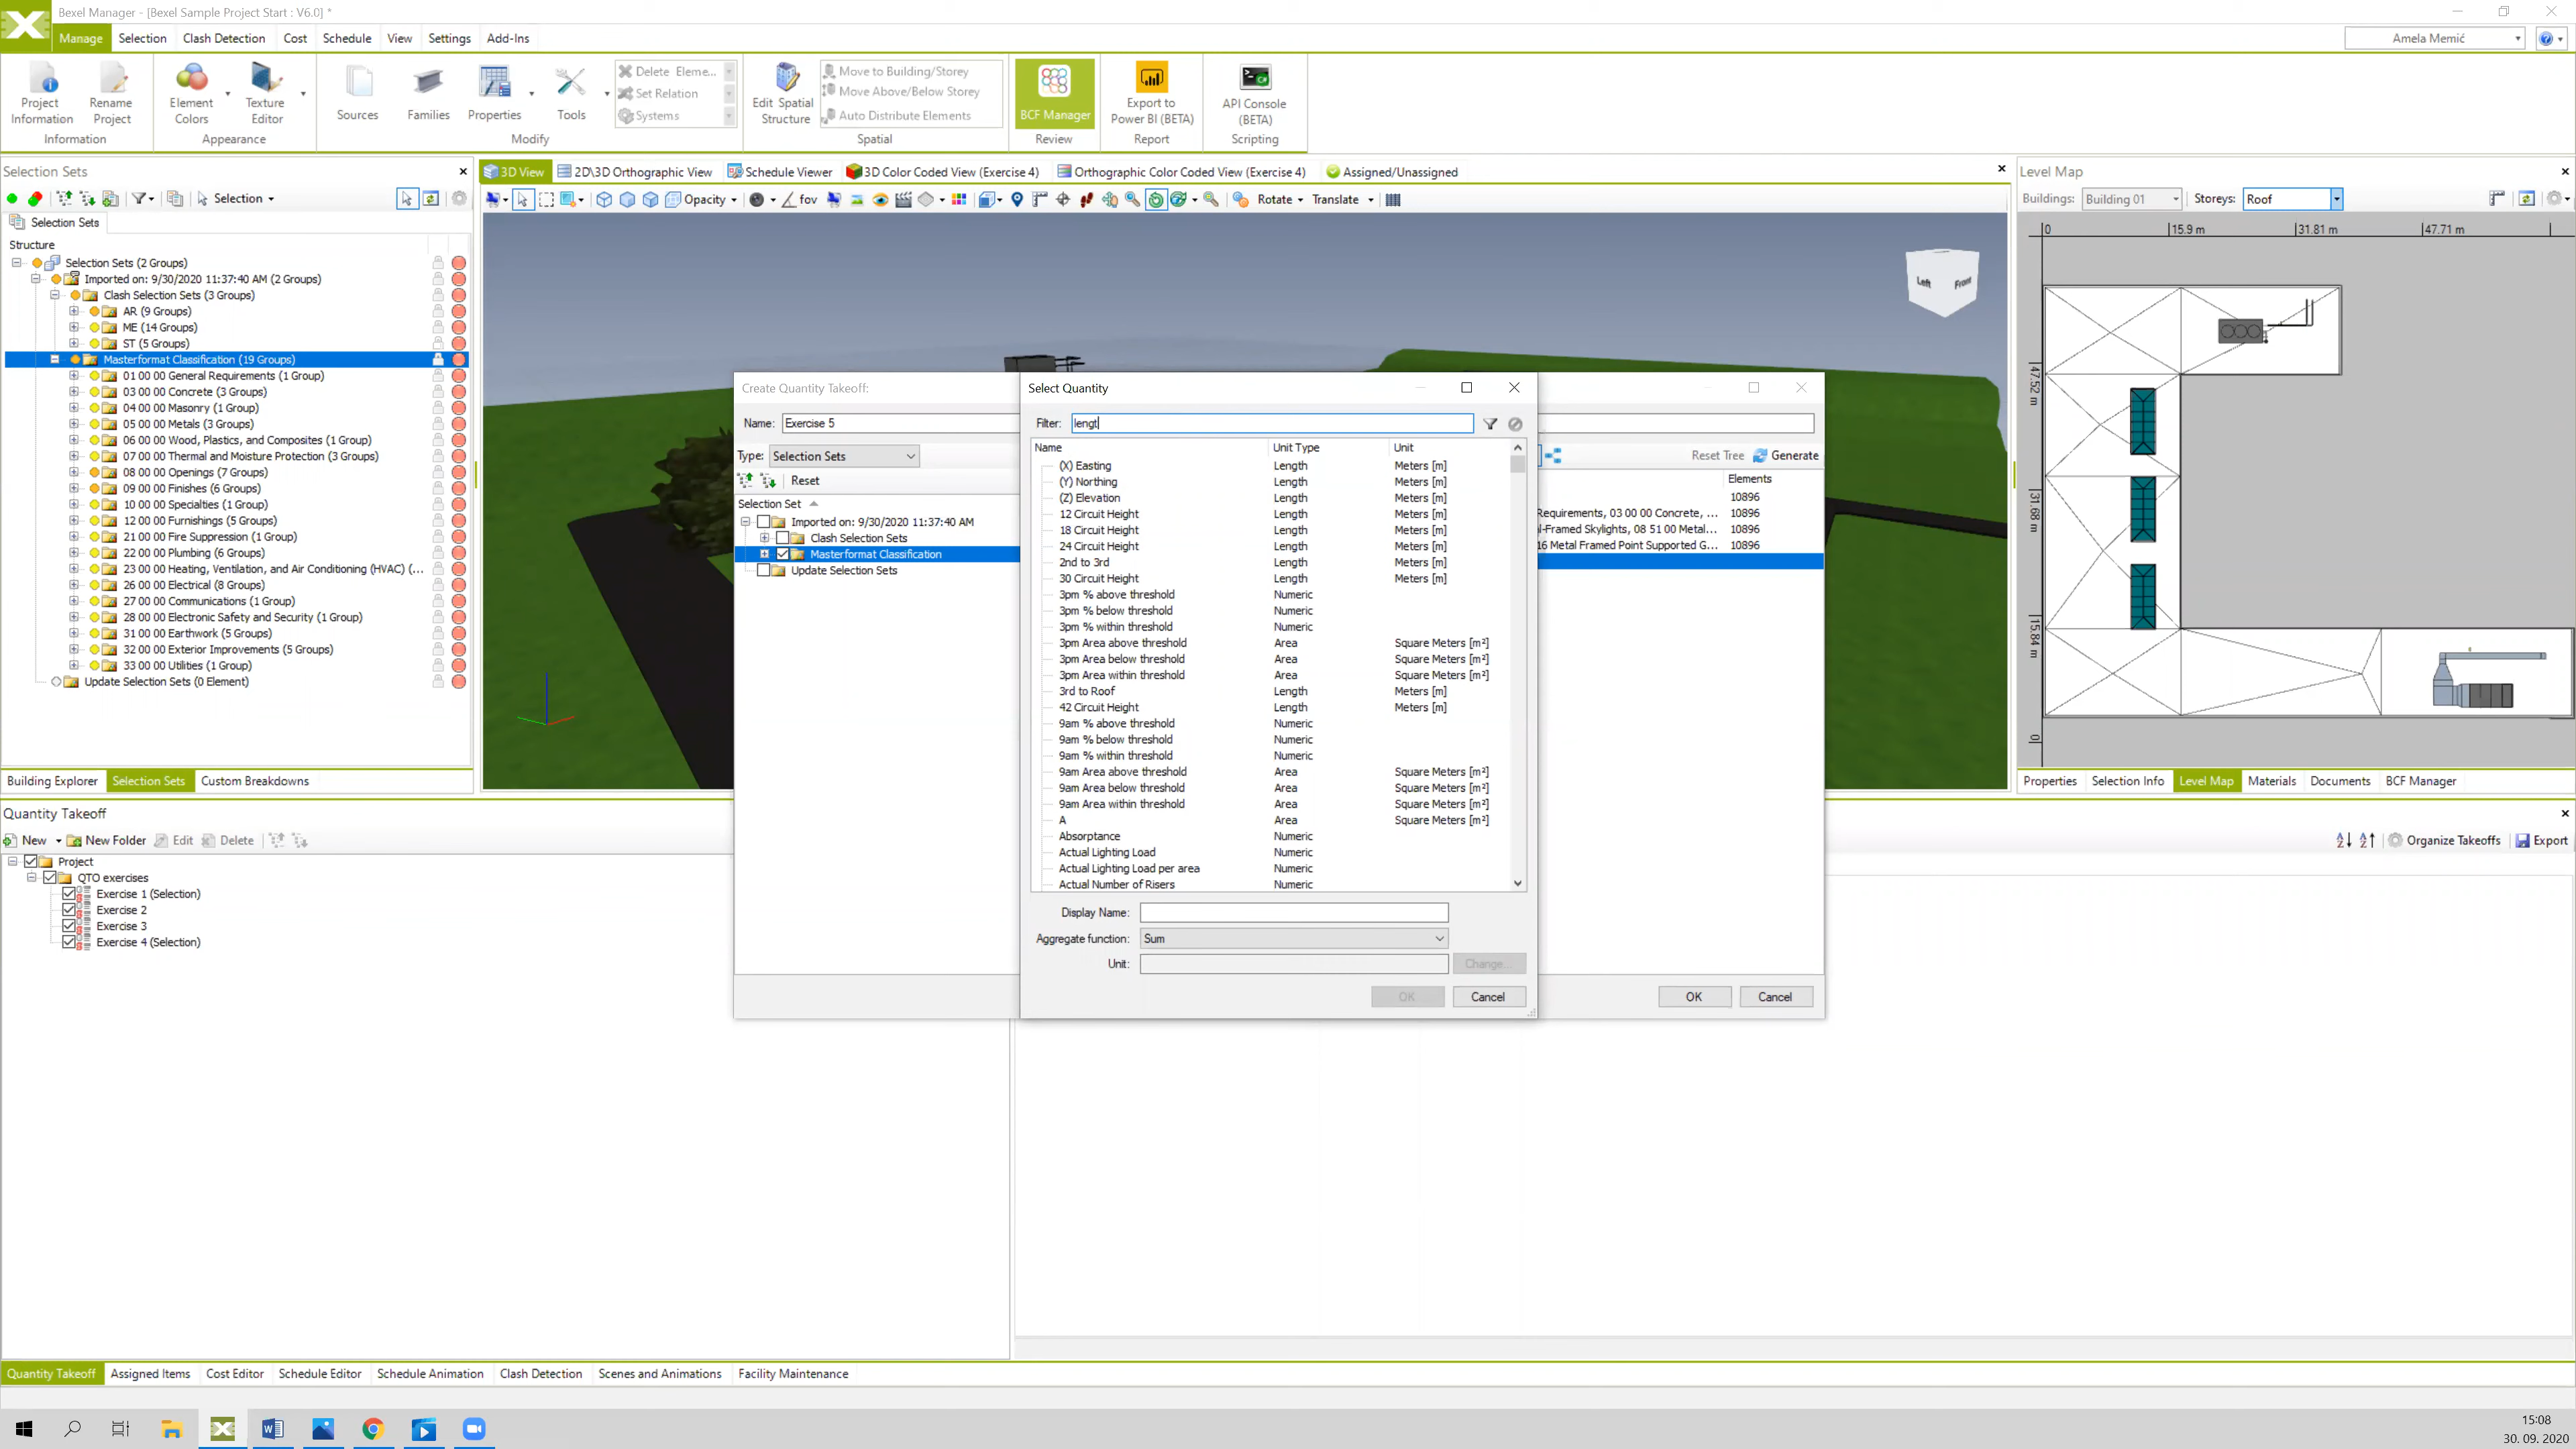 Bexel Manager - [Bexel Sample Project Start : V6.0] *
Manage Selection Clash Detection Cost Schedule View Settings Add-Ins
Amela Memić
Project Information
Rename Project
Information
Element Colors
Texture Editor
Appearance
Sources
Families
Properties
Tools
Delete Eleme...
Set Relation
Systems
Modify
Edit Spatial Structure
Move to Building/Storey
Move Above/Below Storey
Auto Distribute Elements
Spatial
BCF Manager
Review
Export to Power BI (BETA)
Report
API Console (BETA)
Scripting
Selection Sets
Selection
Selection Sets
Structure
Selection Sets (2 Groups)
Imported on: 9/30/2020 11:37:40 AM (2 Groups)
Clash Selection Sets (3 Groups)
AR (9 Groups)
ME (14 Groups)
ST (5 Groups)
Masterformat Classification (19 Groups)
01 00 00 General Requirements (1 Group)
03 00 00 Concrete (3 Groups)
04 00 00 Masonry (1 Group)
05 00 00 Metals (3 Groups)
06 00 00 Wood, Plastics, and Composites (1 Group)
07 00 00 Thermal and Moisture Protection (3 Groups)
08 00 00 Openings (7 Groups)
09 00 00 Finishes (6 Groups)
10 00 00 Specialties (1 Group)
12 00 00 Furnishings (5 Groups)
21 00 00 Fire Suppression (1 Group)
22 00 00 Plumbing (6 Groups)
23 00 00 Heating, Ventilation, and Air Conditioning (HVAC) (...
26 00 00 Electrical (8 Groups)
27 00 00 Communications (1 Group)
28 00 00 Electronic Safety and Security (1 Group)
31 00 00 Earthwork (5 Groups)
32 00 00 Exterior Improvements (5 Groups)
33 00 00 Utilities (1 Group)
Update Selection Sets (0 Element)
Building Explorer Selection Sets Custom Breakdowns
3D View 2D\3D Orthographic View Schedule Viewer 3D Color Coded View (Exercise 4) Orthographic Color Coded View (Exercise 4) Assigned/Unassigned
Opacity fov Rotate Translate
Left Front
Create Quantity Takeoff:
Name: Exercise 5
Type: Selection Sets
Reset
Selection Set
Imported on: 9/30/2020 11:37:40 AM
Clash Selection Sets
Masterformat Classification
Update Selection Sets
Select Quantity
Filter: lengt
Name Unit Type Unit
(X) Easting Length Meters [m]
(Y) Northing Length Meters [m]
(Z) Elevation Length Meters [m]
12 Circuit Height Length Meters [m]
18 Circuit Height Length Meters [m]
24 Circuit Height Length Meters [m]
2nd to 3rd Length Meters [m]
30 Circuit Height Length Meters [m]
3pm % above threshold Numeric
3pm % below threshold Numeric
3pm % within threshold Numeric
3pm Area above threshold Area Square Meters [m²]
3pm Area below threshold Area Square Meters [m²]
3pm Area within threshold Area Square Meters [m²]
3rd to Roof Length Meters [m]
42 Circuit Height Length Meters [m]
9am % above threshold Numeric
9am % below threshold Numeric
9am % within threshold Numeric
9am Area above threshold Area Square Meters [m²]
9am Area below threshold Area Square Meters [m²]
9am Area within threshold Area Square Meters [m²]
A Area Square Meters [m²]
Absorptance Numeric
Actual Lighting Load Numeric
Actual Lighting Load per area Numeric
Actual Number of Risers Numeric
Display Name:
Aggregate function: Sum
Unit: Change...
OK Cancel
Reset Tree Generate
Elements
10896
Requirements, 03 00 00 Concrete, ... 10896
l-Framed Skylights, 08 51 00 Metal... 10896
16 Metal Framed Point Supported G... 10896
OK Cancel
Level Map
Buildings: Building 01 Storeys: Roof
0 15.9 m 31.81 m 47.71 m
47.52 m
31.68 m
15.84 m
0
Properties Selection Info Level Map Materials Documents BCF Manager
Quantity Takeoff
New New Folder Edit Delete
Organize Takeoffs Export
Project
QTO exercises
Exercise 1 (Selection)
Exercise 2
Exercise 3
Exercise 4 (Selection)
Quantity Takeoff Assigned Items Cost Editor Schedule Editor Schedule Animation Clash Detection Scenes and Animations Facility Maintenance
15:08
30. 09. 2020